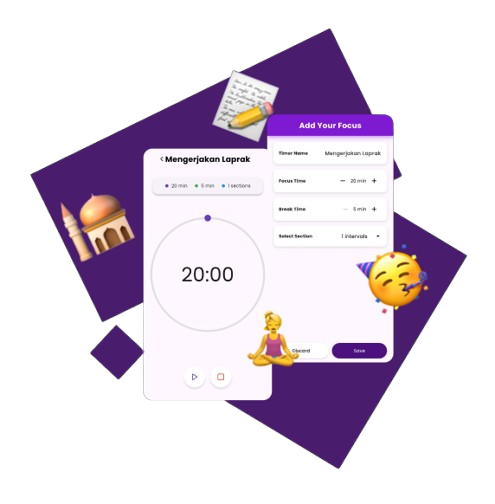 Mengerjakan Laprak
20 min
5 min
1 sections
20:00
Add Your Focus
Timer Name
Mengerjakan Laprak
Focus Time
20 min
Break Time
5 min
Select Section
1 intervals
Discard
Save